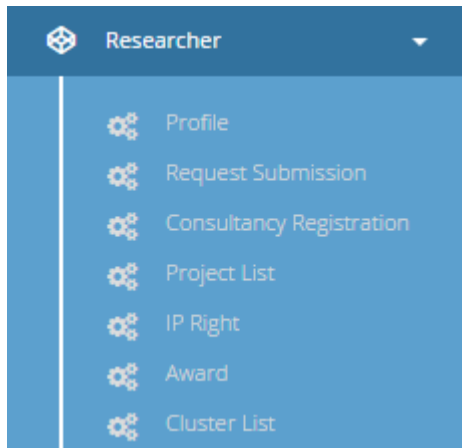 Researcher
Profile
Request Submission
Consultancy Registration
Project List
IP Right
Award
Cluster List